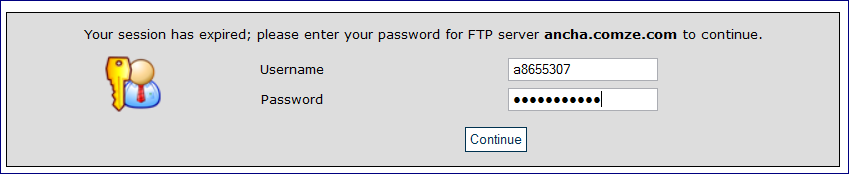 Your session has expired; please enter your password for FTP server ancha.comze.com to continue.
Username a8655307
Password ●●●●●●●●●●●
Continue